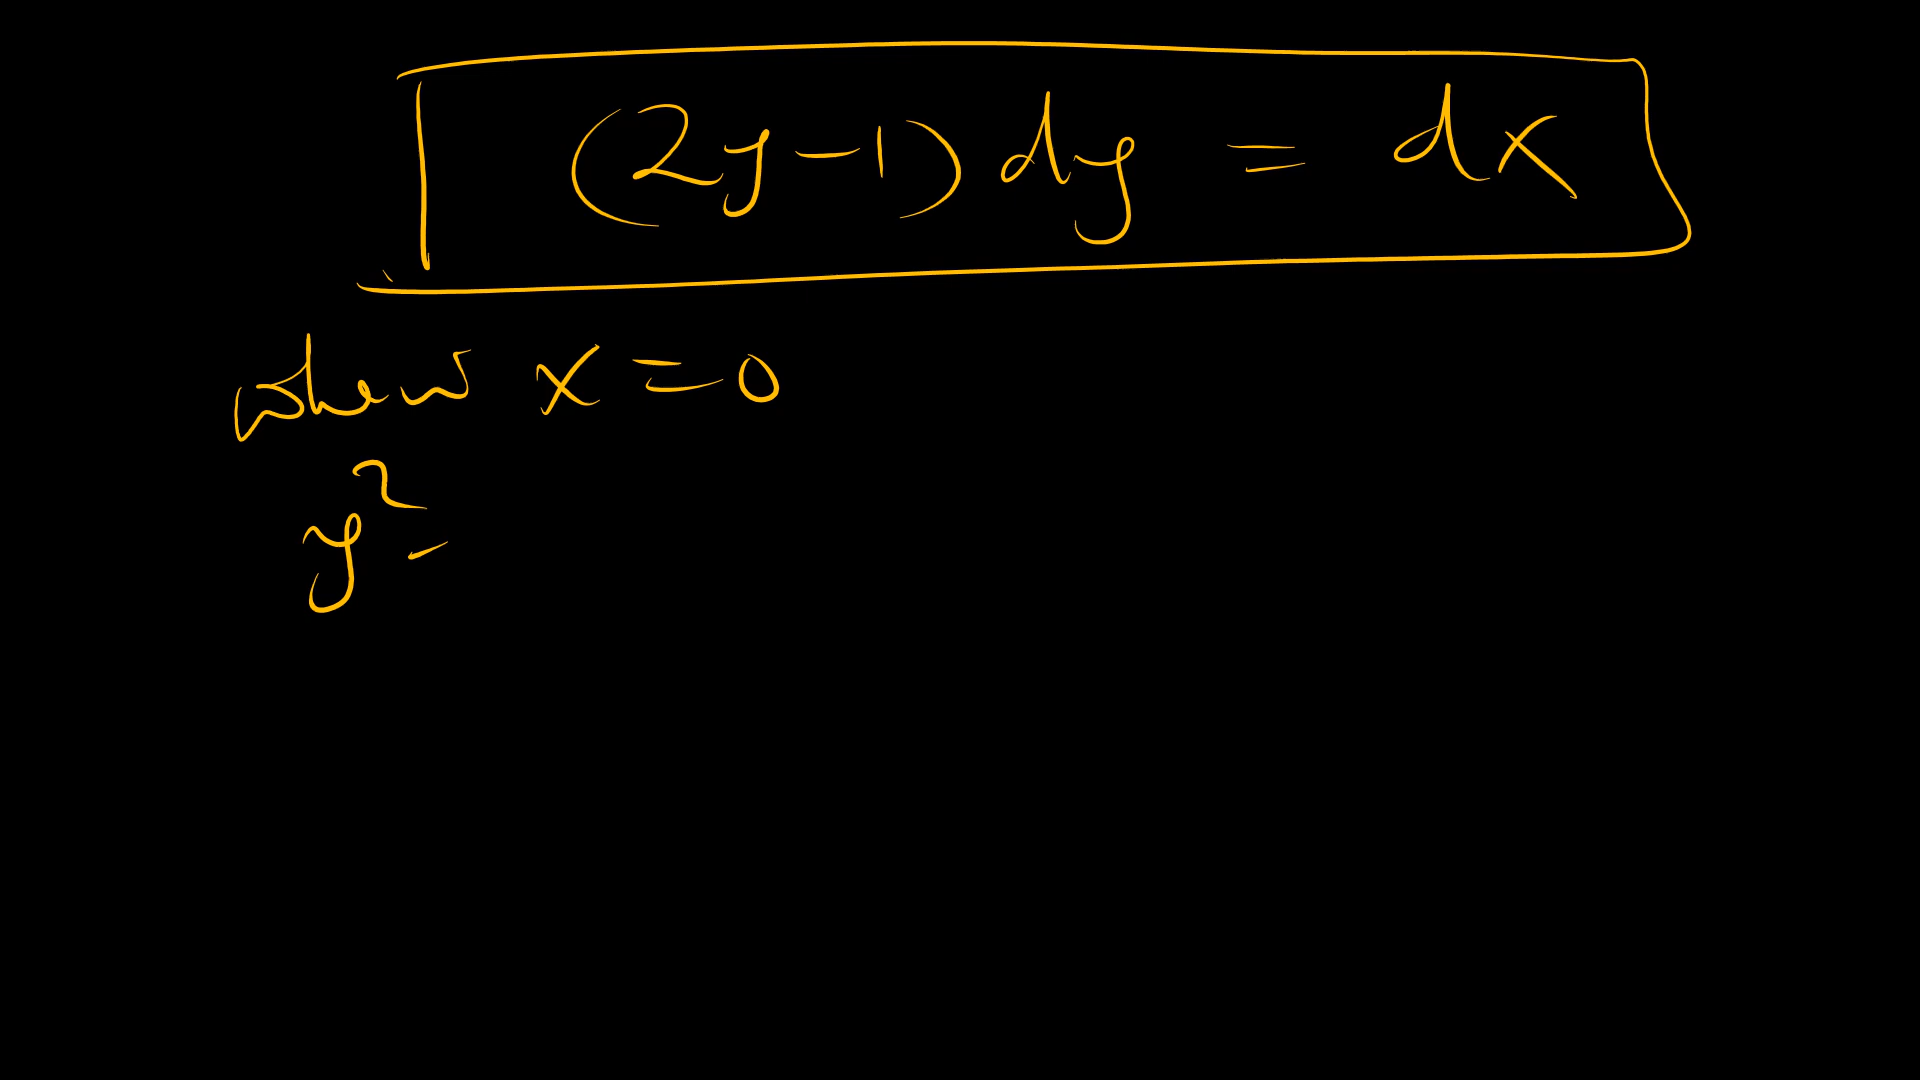 (2y-1) dy = dx
when x=0
y² -